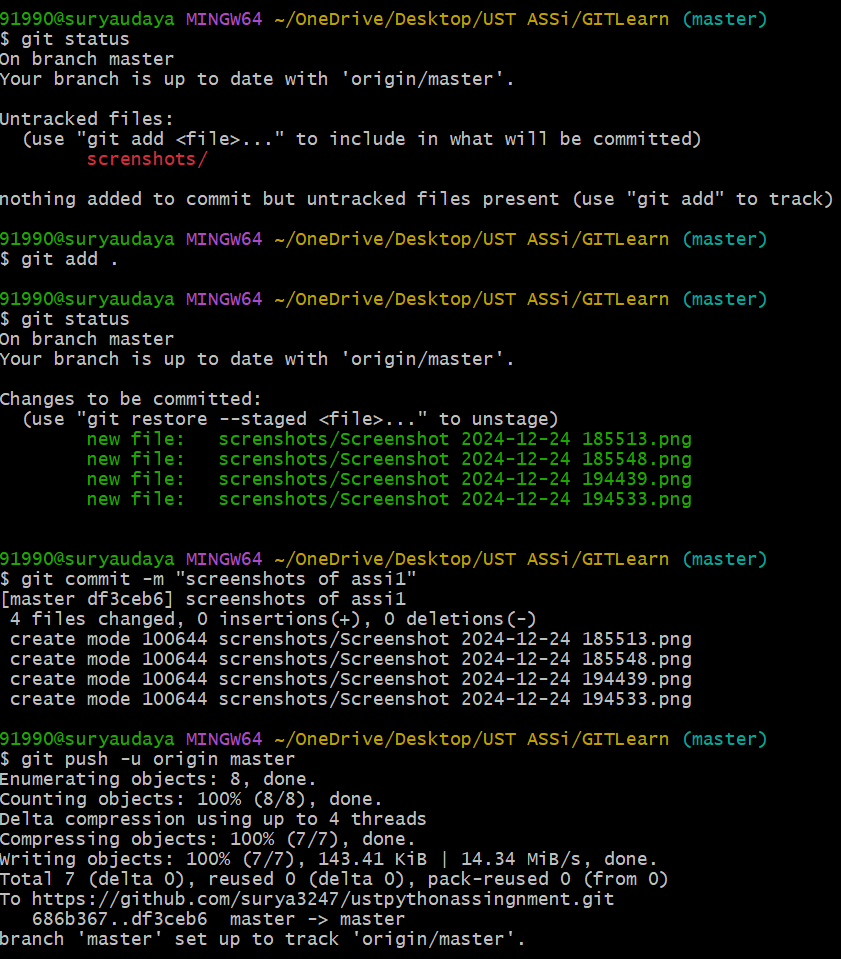 91990@suryaudaya MINGW64 ~/OneDrive/Desktop/UST ASSi/GITLearn (master)
$ git status
On branch master
Your branch is up to date with 'origin/master'.
Untracked files:
  (use "git add <file>..." to include in what will be committed)
        screnshots/
nothing added to commit but untracked files present (use "git add" to track)
91990@suryaudaya MINGW64 ~/OneDrive/Desktop/UST ASSi/GITLearn (master)
$ git add .
91990@suryaudaya MINGW64 ~/OneDrive/Desktop/UST ASSi/GITLearn (master)
$ git status
On branch master
Your branch is up to date with 'origin/master'.
Changes to be committed:
  (use "git restore --staged <file>..." to unstage)
        new file:   screnshots/Screenshot 2024-12-24 185513.png
        new file:   screnshots/Screenshot 2024-12-24 185548.png
        new file:   screnshots/Screenshot 2024-12-24 194439.png
        new file:   screnshots/Screenshot 2024-12-24 194533.png
91990@suryaudaya MINGW64 ~/OneDrive/Desktop/UST ASSi/GITLearn (master)
$ git commit -m "screenshots of assi1"
[master df3ceb6] screenshots of assi1
 4 files changed, 0 insertions(+), 0 deletions(-)
 create mode 100644 screnshots/Screenshot 2024-12-24 185513.png
 create mode 100644 screnshots/Screenshot 2024-12-24 185548.png
 create mode 100644 screnshots/Screenshot 2024-12-24 194439.png
 create mode 100644 screnshots/Screenshot 2024-12-24 194533.png
91990@suryaudaya MINGW64 ~/OneDrive/Desktop/UST ASSi/GITLearn (master)
$ git push -u origin master
Enumerating objects: 8, done.
Counting objects: 100% (8/8), done.
Delta compression using up to 4 threads
Compressing objects: 100% (7/7), done.
Writing objects: 100% (7/7), 143.41 KiB | 14.34 MiB/s, done.
Total 7 (delta 0), reused 0 (delta 0), pack-reused 0 (from 0)
To https://github.com/surya3247/ustpythonassingnment.git
   686b367..df3ceb6  master -> master
branch 'master' set up to track 'origin/master'.